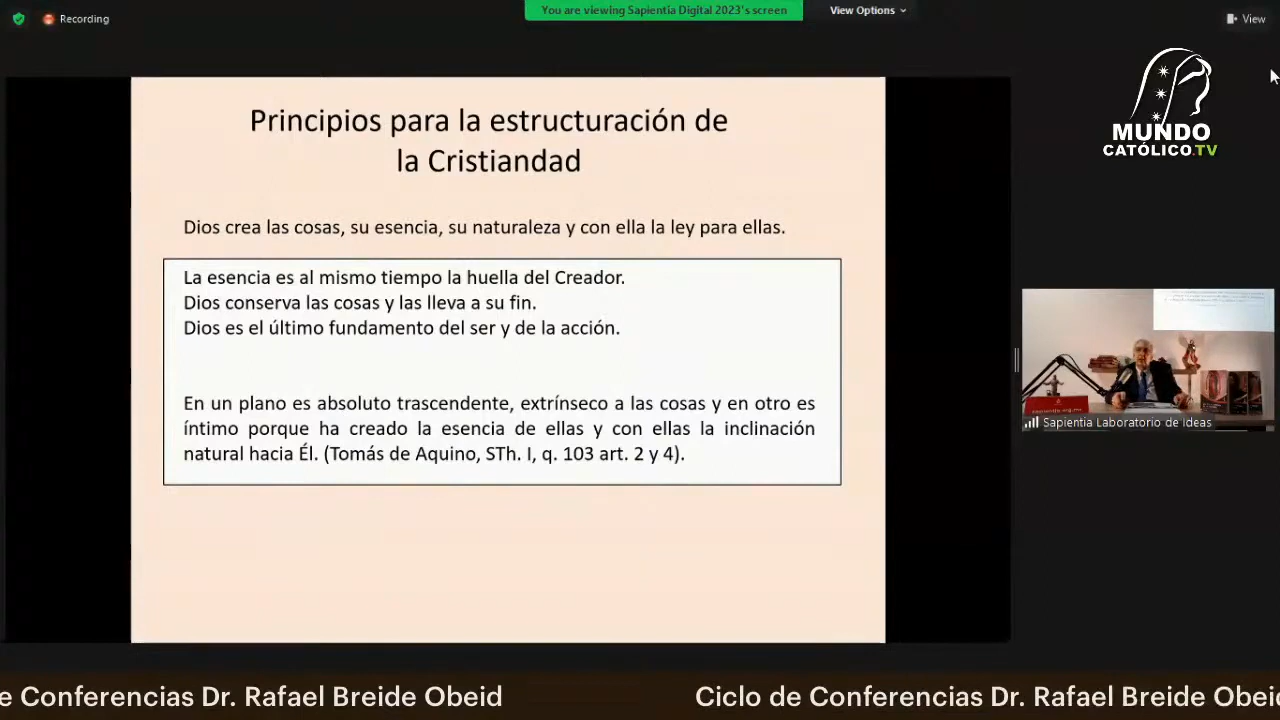 Recording
You are viewing Sapientia Digital 2023's screen
View Options
View
MUNDO
CATÓLICO.TV
Principios para la estructuración de
la Cristiandad
Dios crea las cosas, su esencia, su naturaleza y con ella la ley para ellas.
La esencia es al mismo tiempo la huella del Creador.
Dios conserva las cosas y las lleva a su fin.
Dios es el último fundamento del ser y de la acción.
En un plano es absoluto trascendente, extrínseco a las cosas y en otro es
íntimo porque ha creado la esencia de ellas y con ellas la inclinación
natural hacia Él. (Tomás de Aquino, STh. I, q. 103 art. 2 y 4).
Sapientia Laboratorio de Ideas
e Conferencias Dr. Rafael Breide Obeid
Ciclo de Conferencias Dr. Rafael Breide Obei